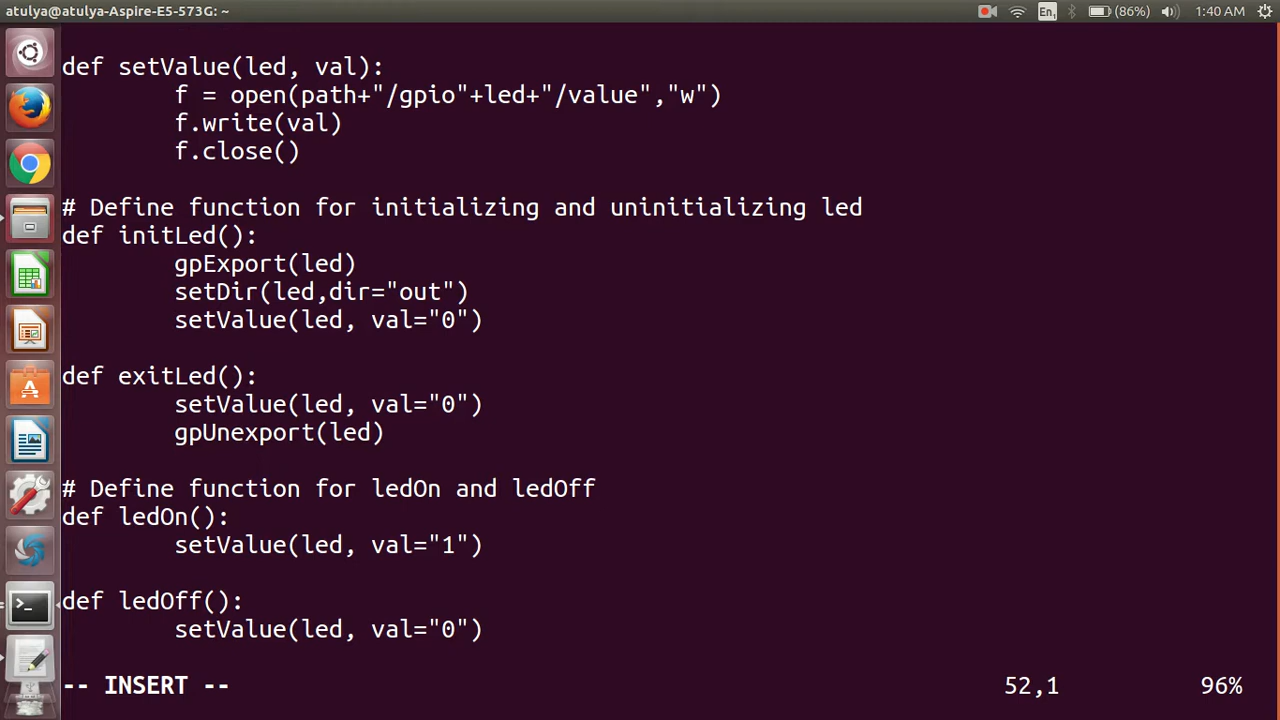 atulya@atulya-Aspire-E5-573G: ~
En1 (86%) 1:40 AM
def setValue(led, val):
        f = open(path+"/gpio"+led+"/value","w")
        f.write(val)
        f.close()

# Define function for initializing and uninitializing led
def initLed():
        gpExport(led)
        setDir(led,dir="out")
        setValue(led, val="0")

def exitLed():
        setValue(led, val="0")
        gpUnexport(led)

# Define function for ledOn and ledOff
def ledOn():
        setValue(led, val="1")

def ledOff():
        setValue(led, val="0")

-- INSERT -- 52,1 96%